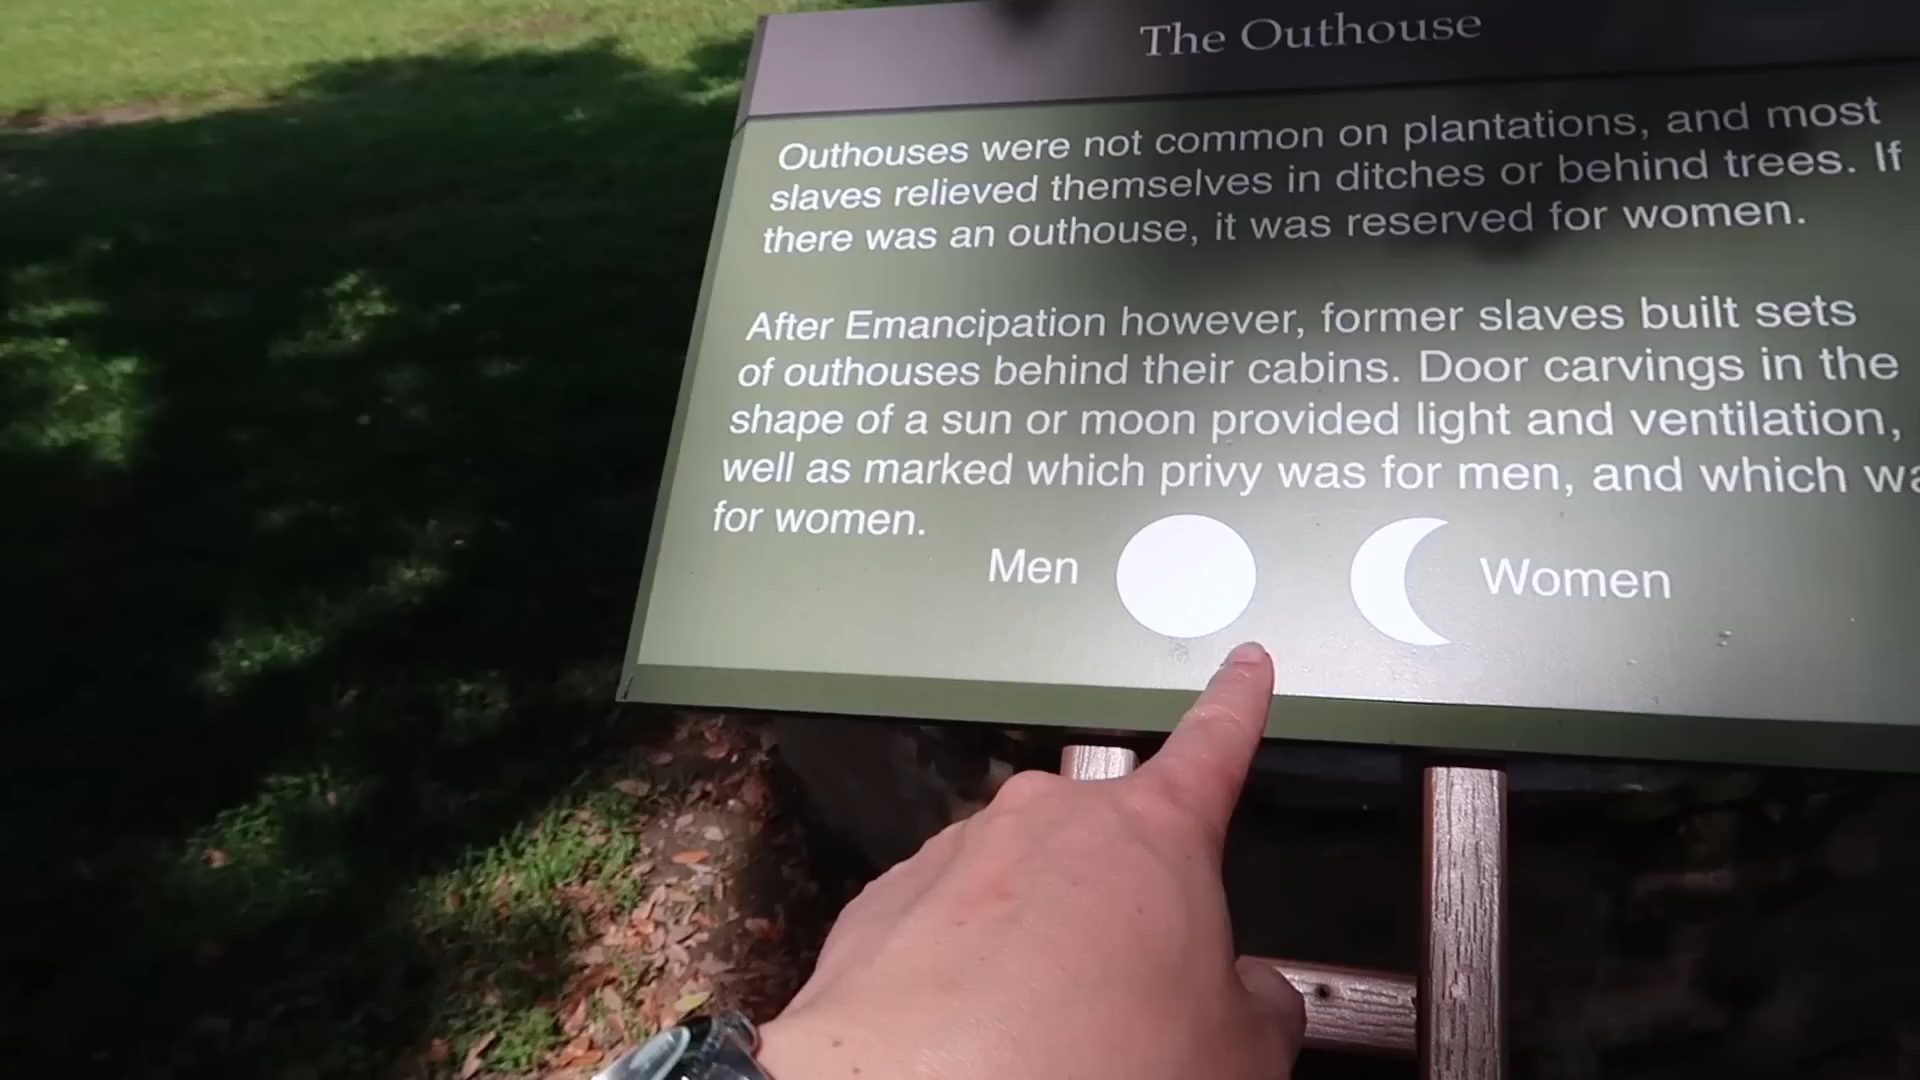 The Outhouse
Outhouses were not common on plantations, and most
slaves relieved themselves in ditches or behind trees. If
there was an outhouse, it was reserved for women.
After Emancipation however, former slaves built sets
of outhouses behind their cabins. Door carvings in the
shape of a sun or moon provided light and ventilation,
well as marked which privy was for men, and which
for women.
Men Women